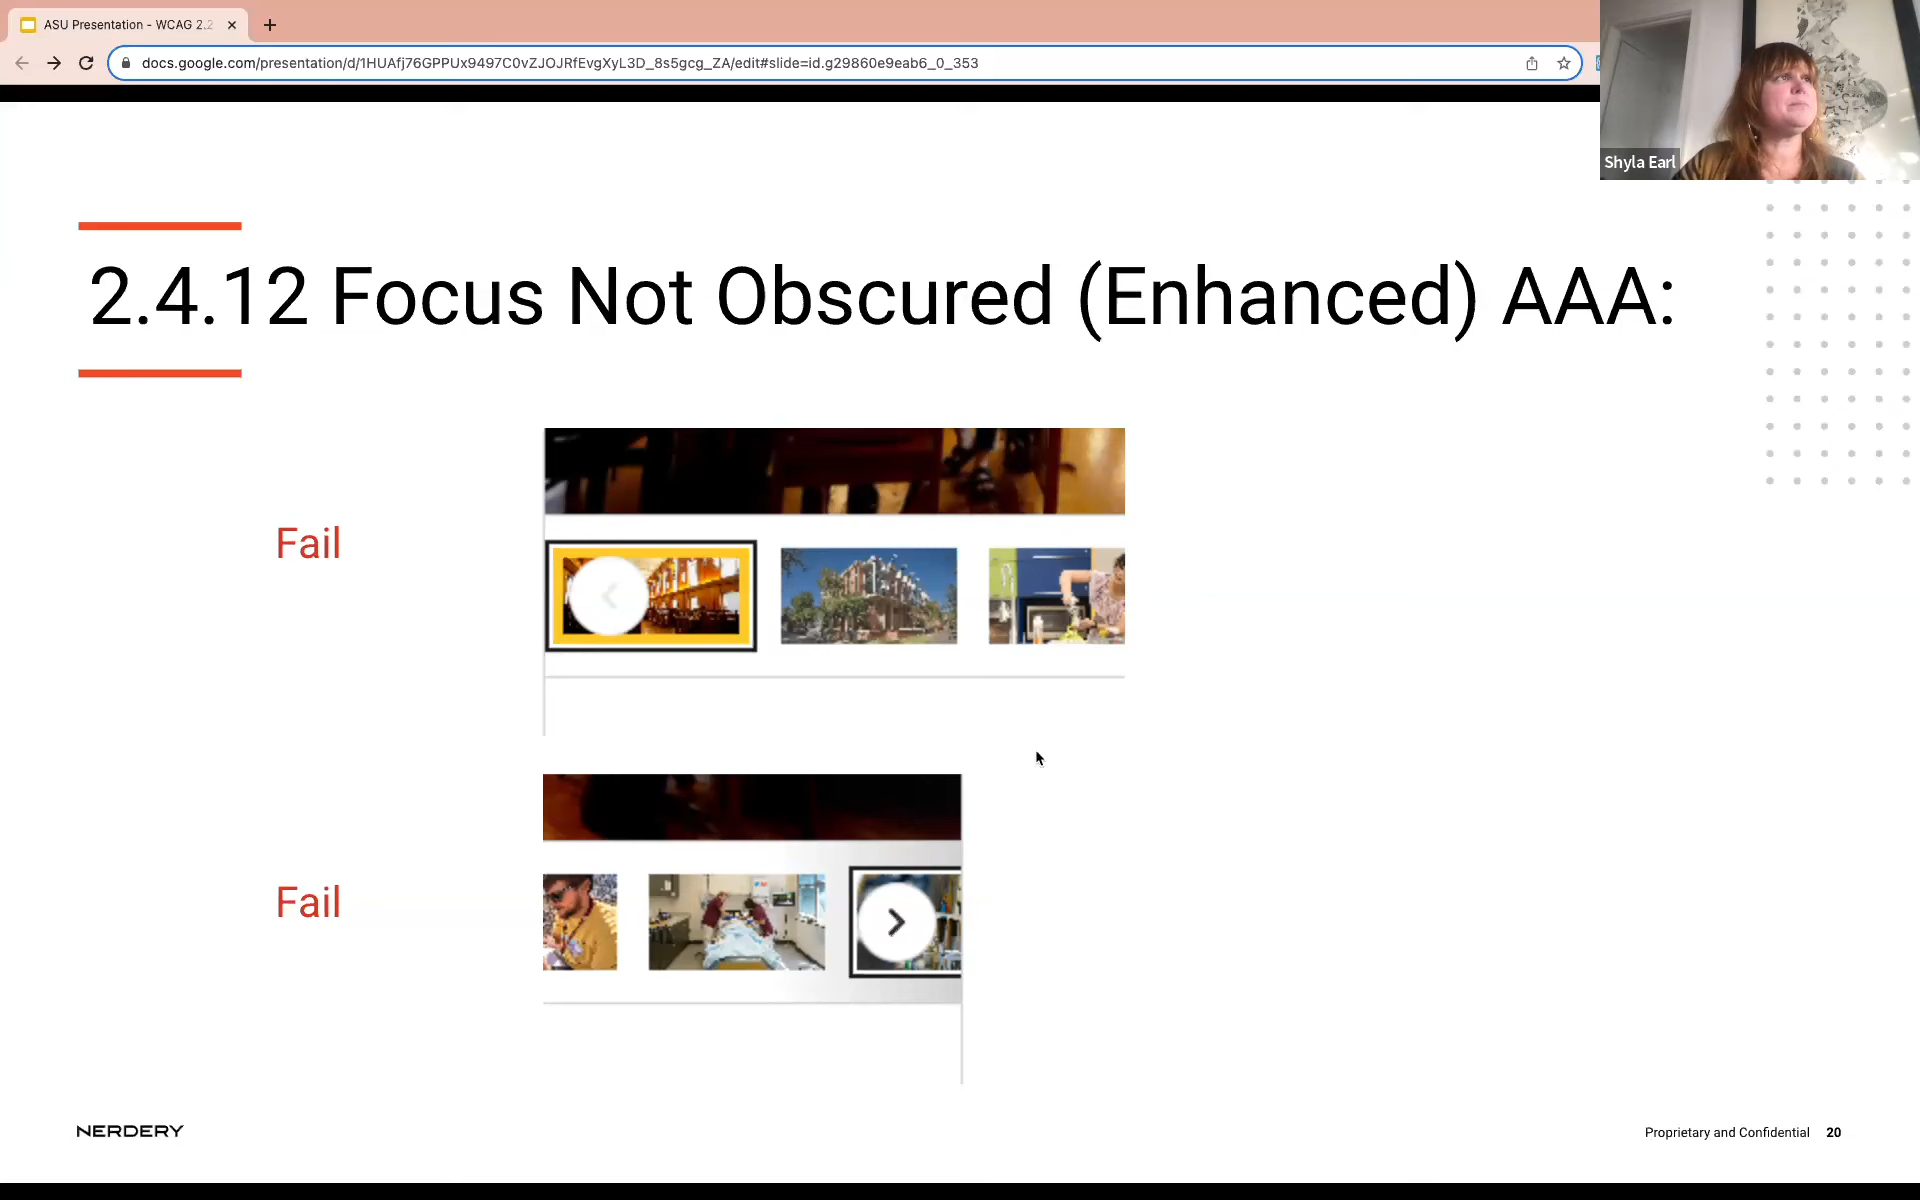 ASU Presentation - WCAG 2.2
docs.google.com/presentation/d/1HUAfj76GPPUx9497C0vZJOJRfEvgXyL3D_8s5gcg_ZA/edit#slide=id.g29860e9eab6_0_353
Shyla Earl
2.4.12 Focus Not Obscured (Enhanced) AAA:
Fail
Fail
NERDERY
Proprietary and Confidential 20